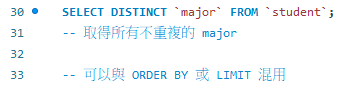 30 SELECT DISTINCT `major` FROM `student`;
31 -- 取得所有不重複的 major
32
33 -- 可以與 ORDER BY 或 LIMIT 混用